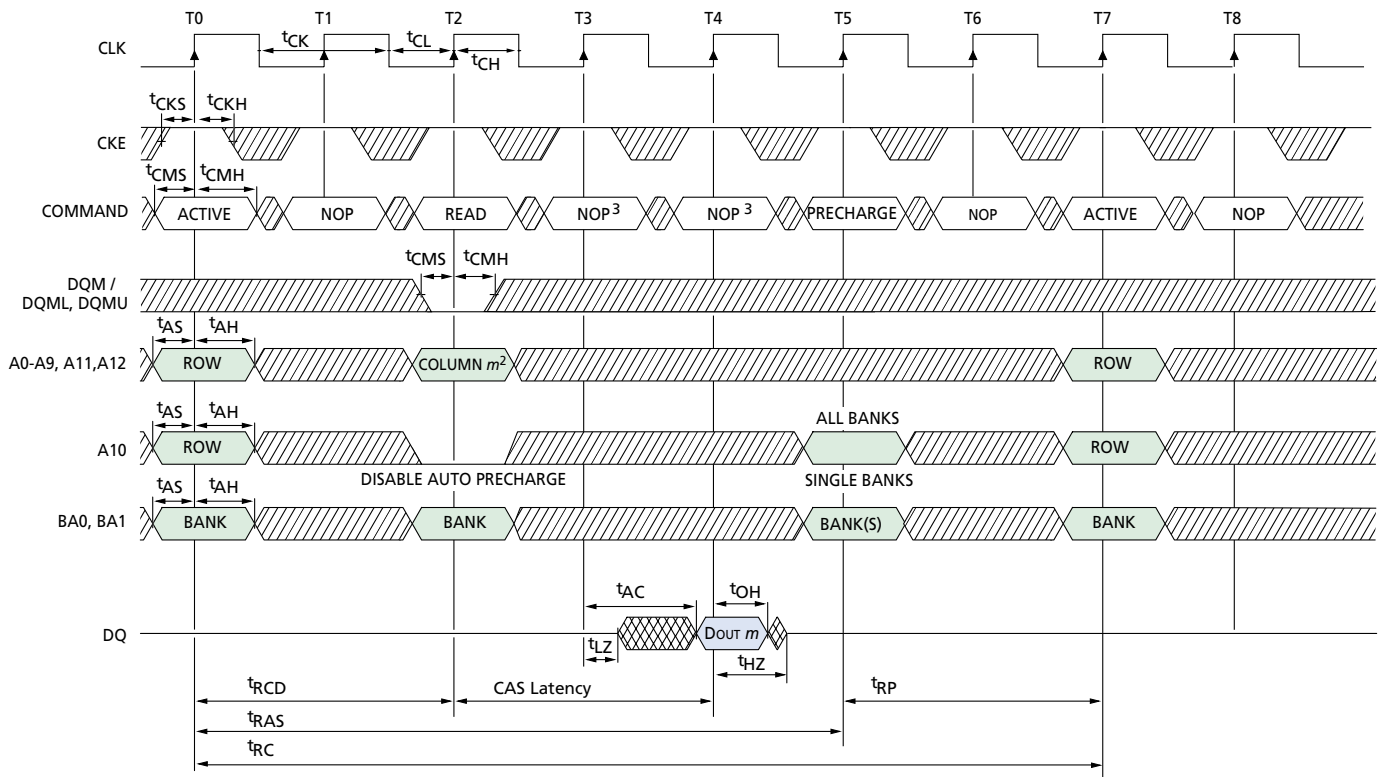 T0 T1 T2 T3 T4 T5 T6 T7 T8
CLK
tCK tCL
tCH
tCKS tCKH
CKE
tCMS tCMH
COMMAND ACTIVE NOP READ NOP3 NOP3 PRECHARGE NOP ACTIVE NOP
tCMS tCMH
DQM /
DQML, DQMU
tAS tAH
A0-A9, A11,A12 ROW COLUMN m2 ROW
tAS tAH ALL BANKS
A10 ROW ROW
DISABLE AUTO PRECHARGE SINGLE BANKS
tAS tAH
BA0, BA1 BANK BANK BANK(S) BANK
tAC tOH
DQ DOUT m
tLZ tHZ
tRCD CAS Latency tRP
tRAS
tRC